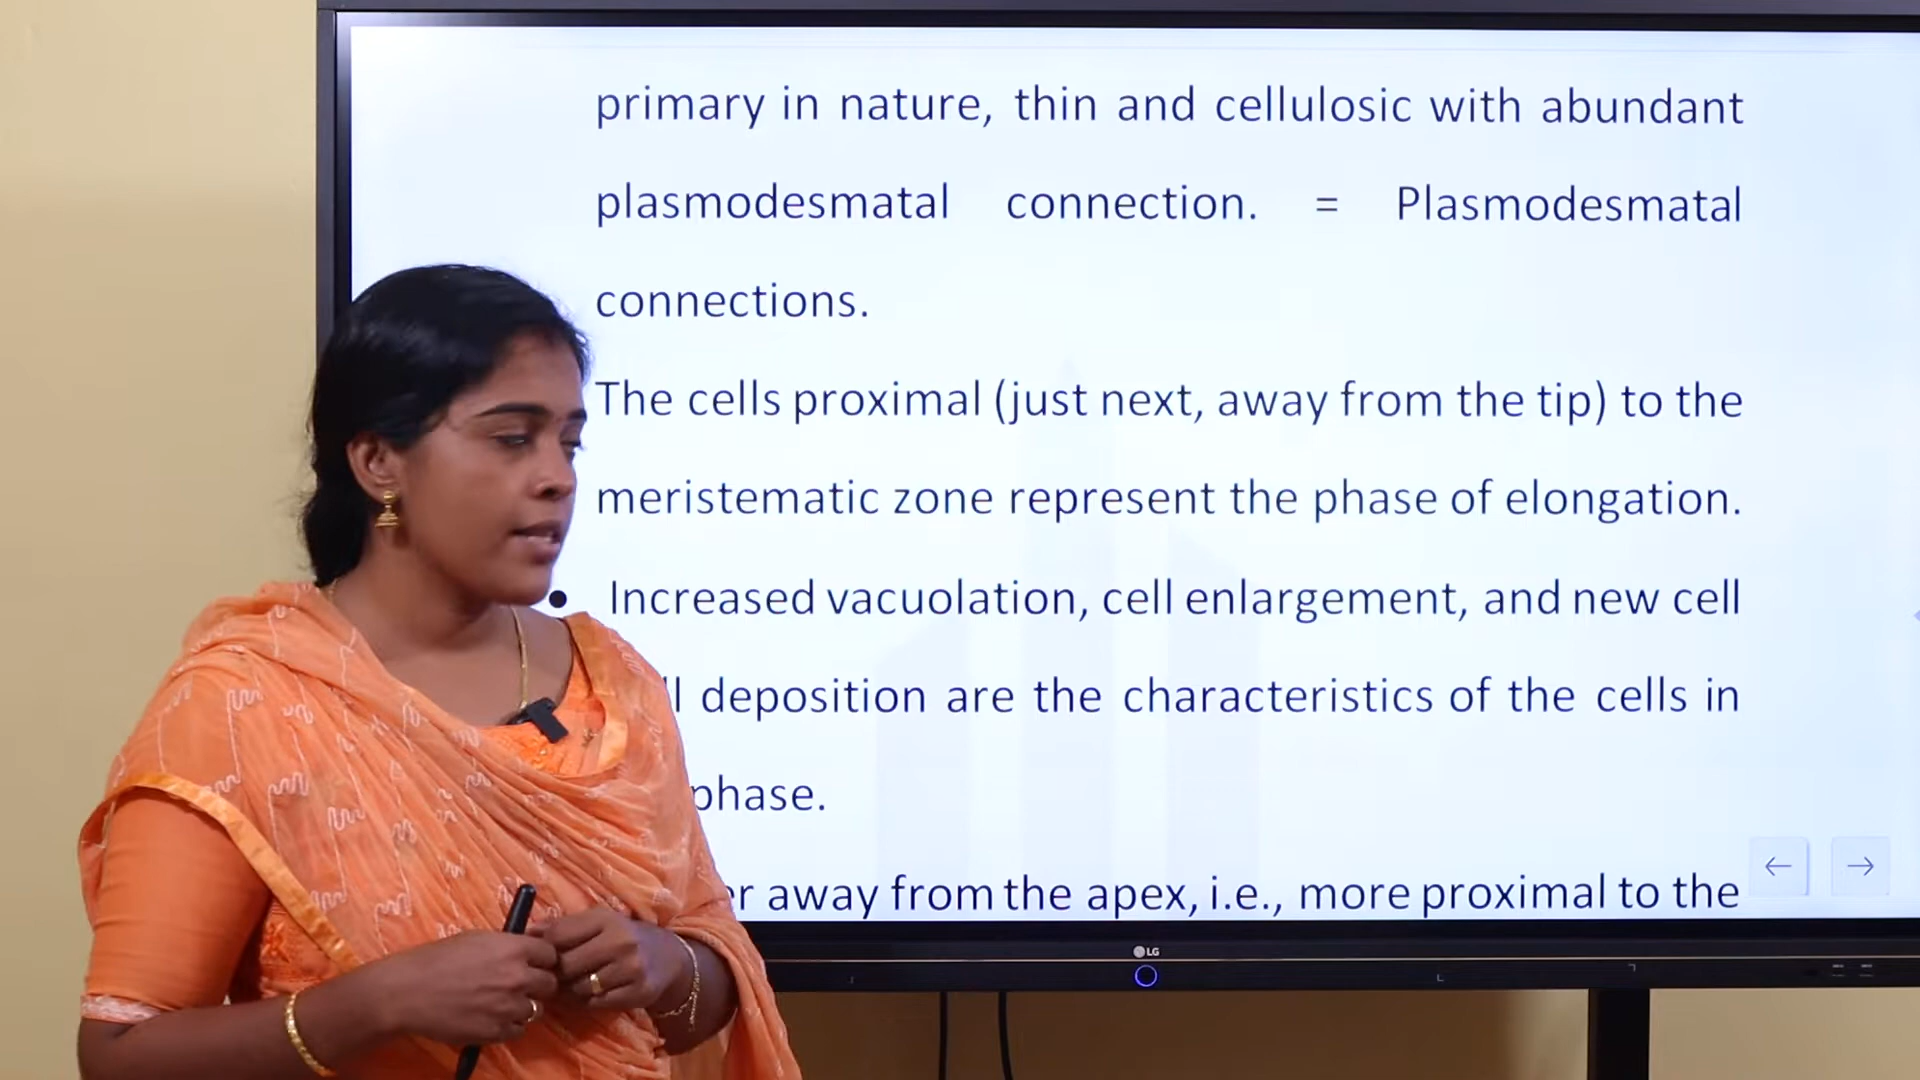 primary in nature, thin and cellulosic with abundant
plasmodesmatal connection. = Plasmodesmatal
connections.
The cells proximal (just next, away from the tip) to the
meristematic zone represent the phase of elongation.
• Increased vacuolation, cell enlargement, and new cell
deposition are the characteristics of the cells in
phase.
away from the apex, i.e., more proximal to the
LG